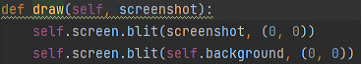 def draw(self, screenshot):
    self.screen.blit(screenshot, (0, 0))
    self.screen.blit(self.background, (0, 0))